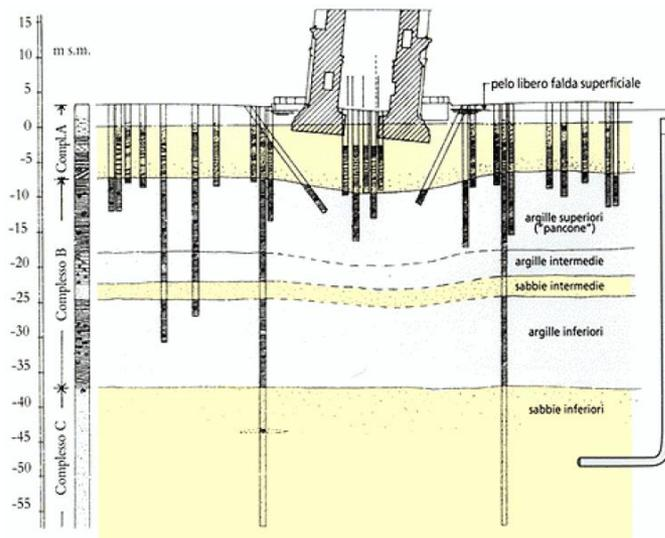 15
10
5
0
-5
-10
-15
-20
-25
-30
-35
-40
-45
-50
-55
m s.m.
Compl.A
Complesso B
Complesso C
pelo libero falda superficiale
argille superiori
("pancone")
argille intermedie
sabbie intermedie
argille inferiori
sabbie inferiori